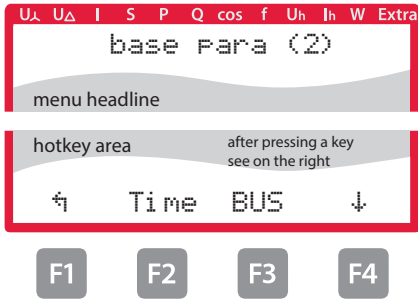 U⅄ U△ I S P Q cos f Uh Ih W Extra
base para (2)
menu headline
hotkey area
after pressing a key
see on the right
↰ Time BUS ↓
F1 F2 F3 F4